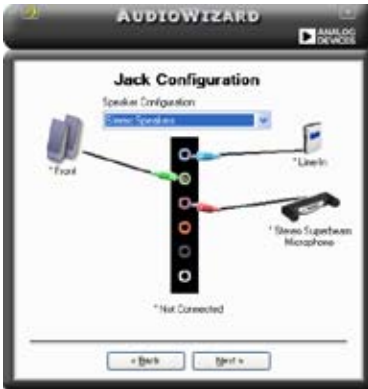 AUDIOWIZARD
ANALOG
DEVICES
Jack Configuration
Speaker Configuration
Stereo Speakers
* Front
* Line In
* Stereo Superbeam
Microphone
* Not Connected
< Back
Next >